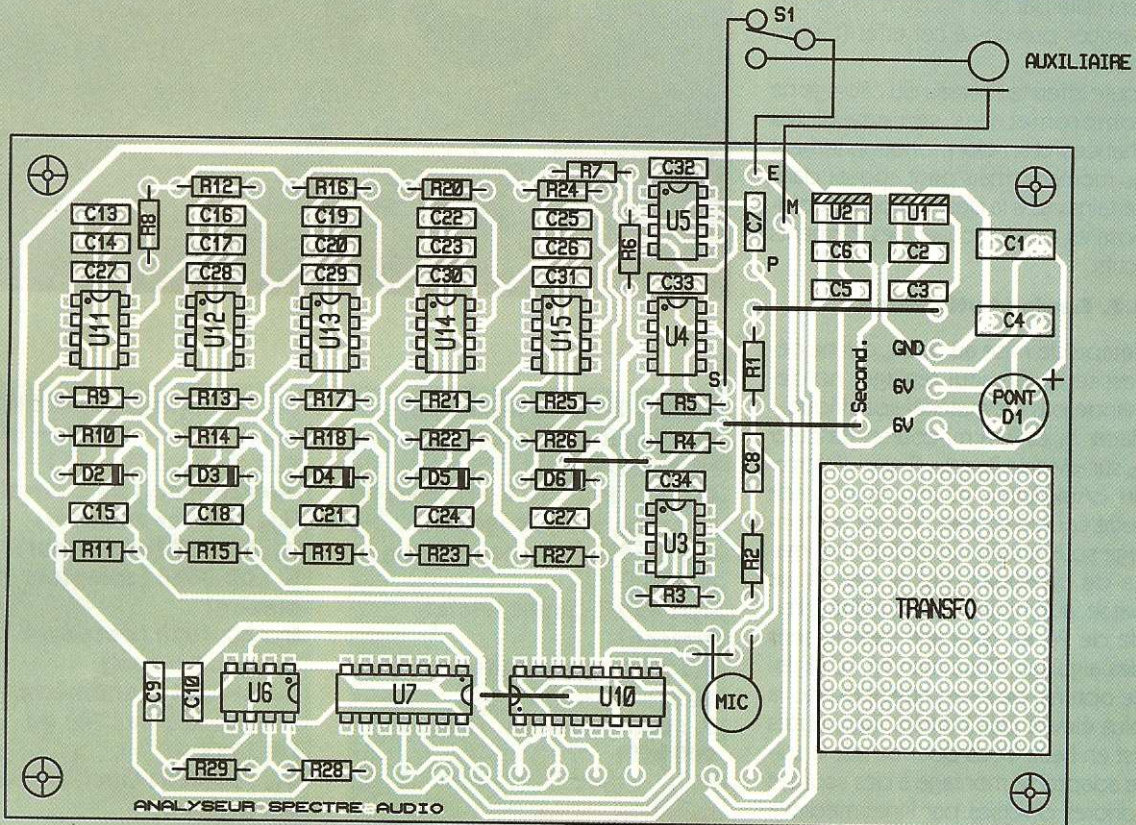 S1
AUXILIAIRE
E
M
P
R7 C32
R12 R16 R20 R24
C13 R8 C16 C19 C22 C25 U5 C7 U2 U1
C14 C17 C20 C23 C26 R6 C6 C2 C1
C27 C28 C29 C30 C31 C33 C5 C3 C4
U11 U12 U13 U14 U15 U4 R1 GND
S Second. 6V PONT D1 +
R9 R13 R17 R21 R25 R5 6V
R10 R14 R18 R22 R26 R4
D2 D3 D4 D5 D6 C34 C8
C15 C18 C21 C24 C27 U3
R11 R15 R19 R23 R27 R2
R3 TRANSFO
C9 C10 U6 U7 U10 MIC
R29 R28
ANALYSEUR SPECTRE AUDIO